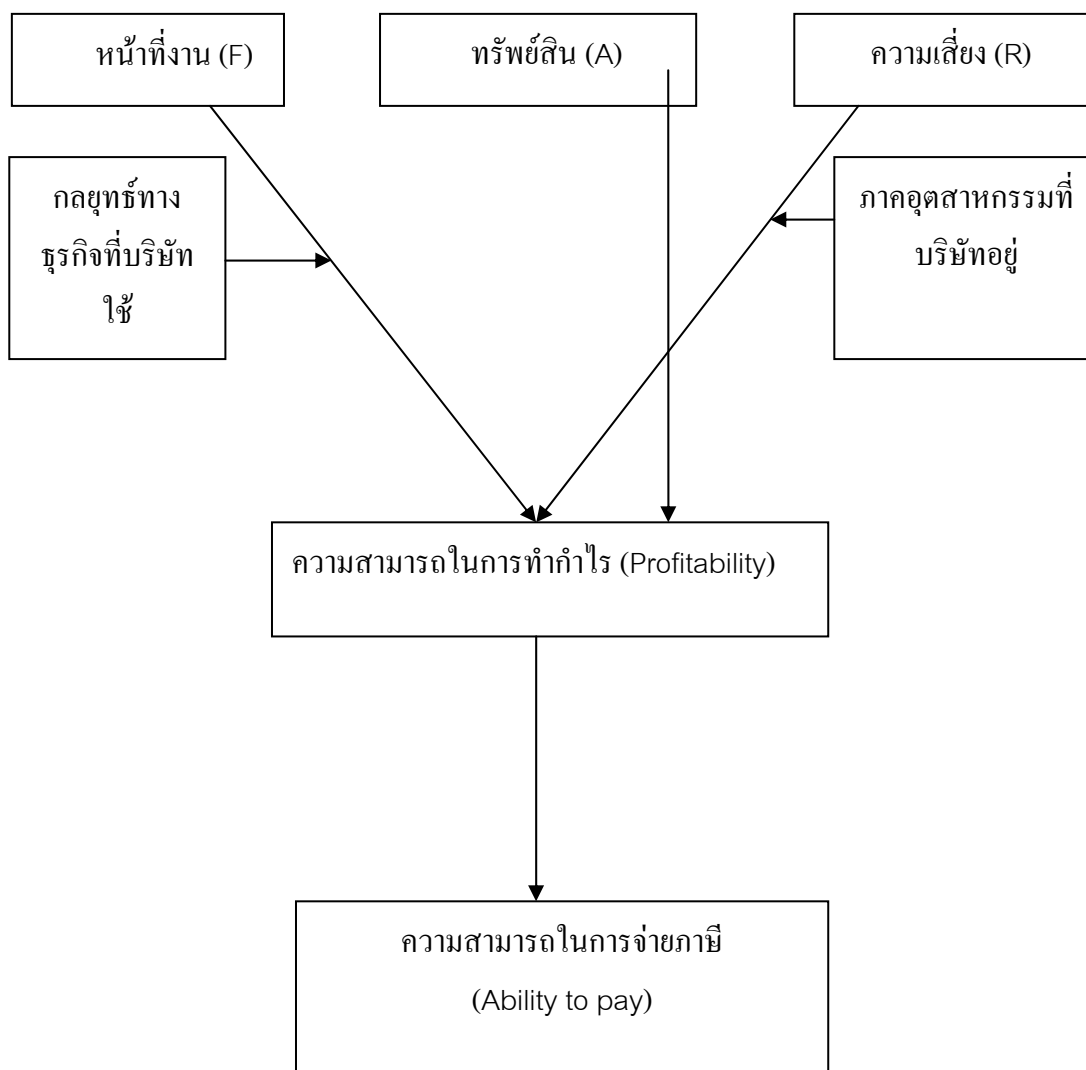 หน้าที่งาน (F)
ทรัพย์สิน (A)
ความเสี่ยง (R)
กลยุทธ์ทาง
ธุรกิจที่บริษัท
ใช้
ภาคอุตสาหกรรมที่
บริษัทอยู่
ความสามารถในการทำกำไร (Profitability)
ความสามารถในการจ่ายภาษี
(Ability to pay)